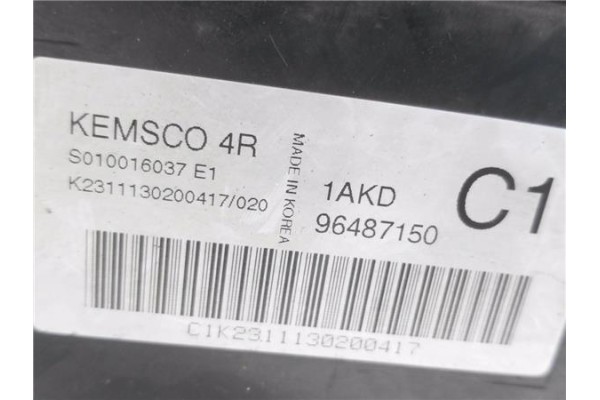 KEMSCO 4R
S010016037 E1
K2311130200417/020
MADE IN KOREA
1AKD
96487150
C1
C1K2311130200417